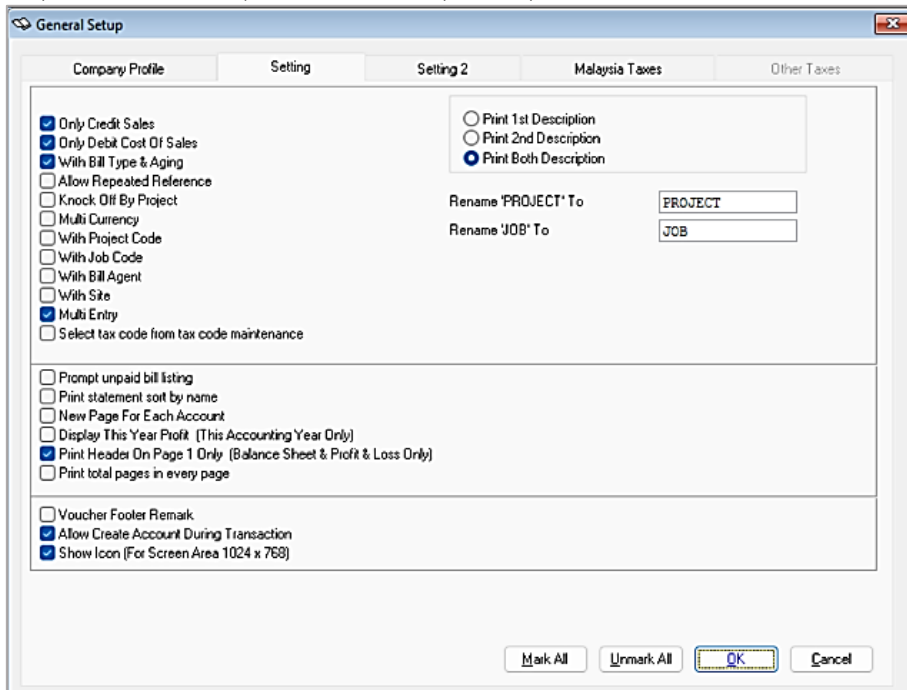 General Setup
Company Profile
Setting
Setting 2
Malaysia Taxes
Other Taxes
Only Credit Sales
Only Debit Cost Of Sales
With Bill Type & Aging
Allow Repeated Reference
Knock Off By Project
Multi Currency
With Project Code
With Job Code
With Bill Agent
With Site
Multi Entry
Select tax code from tax code maintenance
Print 1st Description
Print 2nd Description
Print Both Description
Rename 'PROJECT' To PROJECT
Rename 'JOB' To JOB
Prompt unpaid bill listing
Print statement sort by name
New Page For Each Account
Display This Year Profit (This Accounting Year Only)
Print Header On Page 1 Only (Balance Sheet & Profit & Loss Only)
Print total pages in every page
Voucher Footer Remark
Allow Create Account During Transaction
Show Icon (For Screen Area 1024 x 768)
Mark All
Unmark All
OK
Cancel